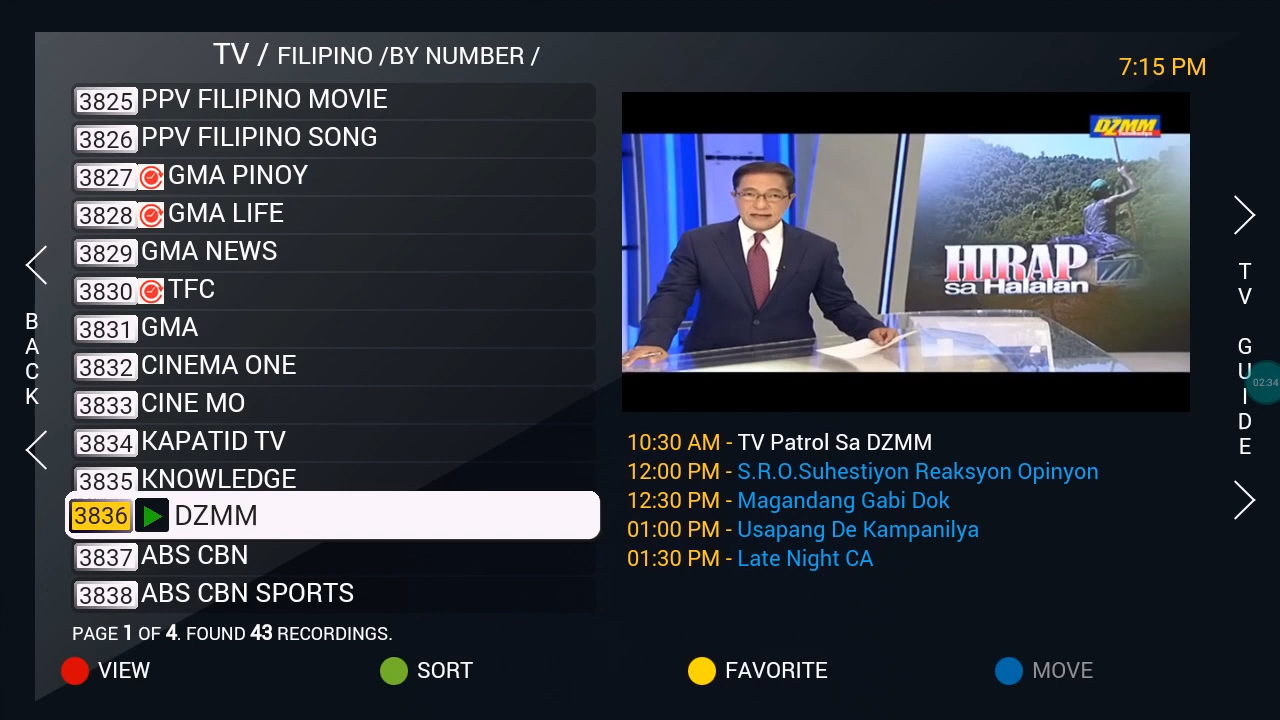 TV / FILIPINO /BY NUMBER /
7:15 PM
3825 PPV FILIPINO MOVIE
3826 PPV FILIPINO SONG
3827 GMA PINOY
3828 GMA LIFE
3829 GMA NEWS
3830 TFC
3831 GMA
3832 CINEMA ONE
3833 CINE MO
3834 KAPATID TV
3835 KNOWLEDGE
3836 DZMM
3837 ABS CBN
3838 ABS CBN SPORTS
PAGE 1 OF 4. FOUND 43 RECORDINGS.
BACK
DZMM
HIRAP
sa Halalan
10:30 AM - TV Patrol Sa DZMM
12:00 PM - S.R.O.Suhestiyon Reaksyon Opinyon
12:30 PM - Magandang Gabi Dok
01:00 PM - Usapang De Kampanilya
01:30 PM - Late Night CA
TV GUIDE
02:34
VIEW
SORT
FAVORITE
MOVE